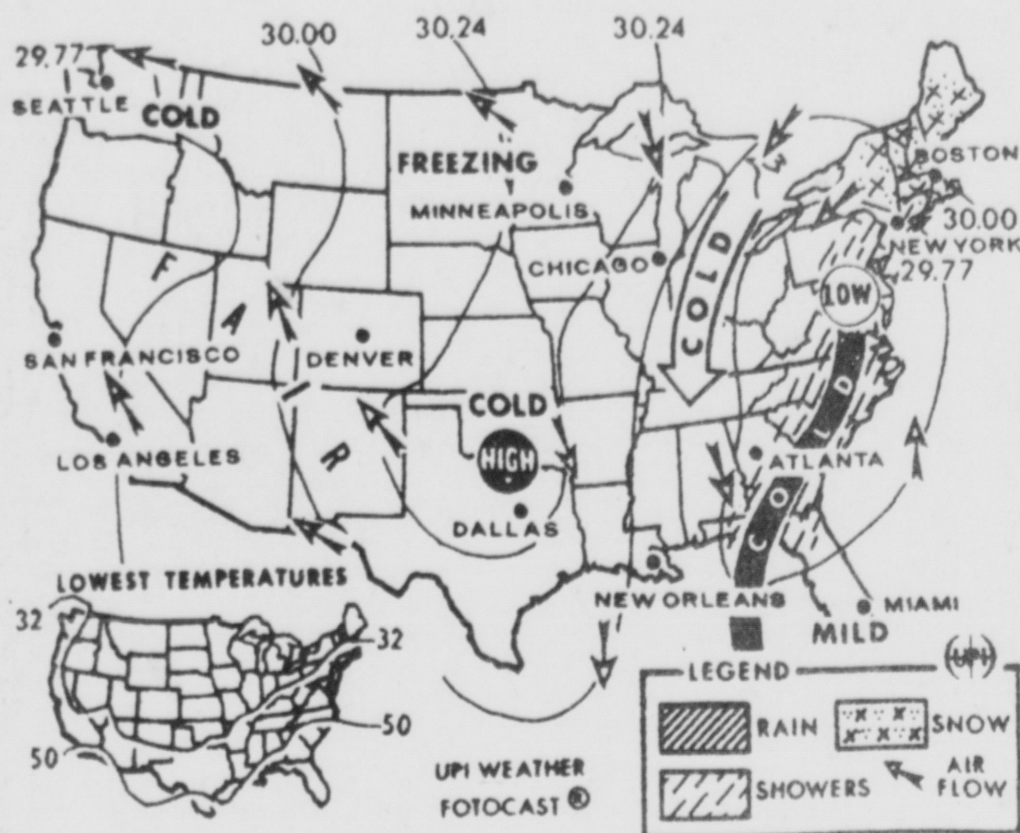 30.00
30.24
30.24
29.77
SEATTLE
COLD
FREEZING
MINNEAPOLIS
BOSTON
30.00
NEW YORK
29.77
CHICAGO
COLD
LOW
FAIR
SAN FRANCISCO
DENVER
COLD
HIGH
LOS ANGELES
DALLAS
ATLANTA
COLD
LOWEST TEMPERATURES
NEW ORLEANS
MIAMI
MILD
32
32
50
50
UPI WEATHER
FOTOCAST ®
UPI
LEGEND
RAIN
SNOW
SHOWERS
AIR
FLOW